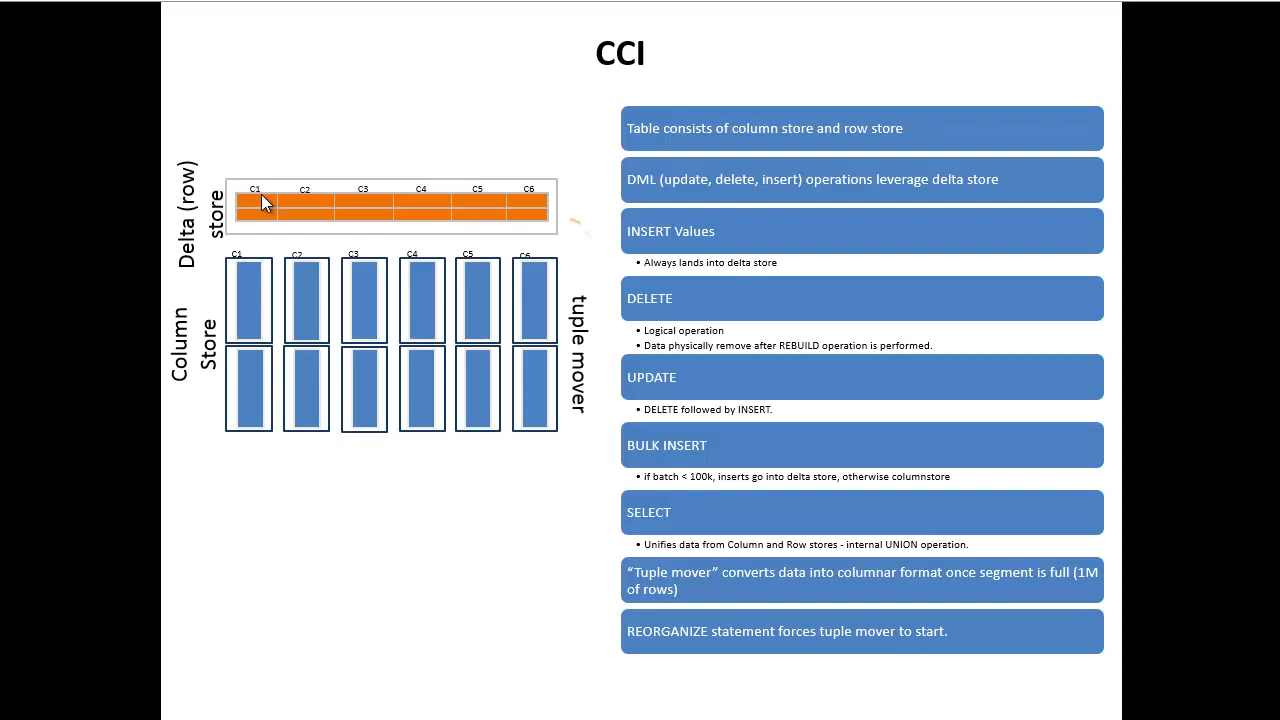 CCI
Delta (row)
store
C1 C2 C3 C4 C5 C6
C1 C2 C3 C4 C5 C6
Column
Store
tuple mover
Table consists of column store and row store
DML (update, delete, insert) operations leverage delta store
INSERT Values
• Always lands into delta store
DELETE
• Logical operation
• Data physically remove after REBUILD operation is performed.
UPDATE
• DELETE followed by INSERT.
BULK INSERT
• if batch < 100k, inserts go into delta store, otherwise columnstore
SELECT
• Unifies data from Column and Row stores - internal UNION operation.
“Tuple mover” converts data into columnar format once segment is full (1M
of rows)
REORGANIZE statement forces tuple mover to start.